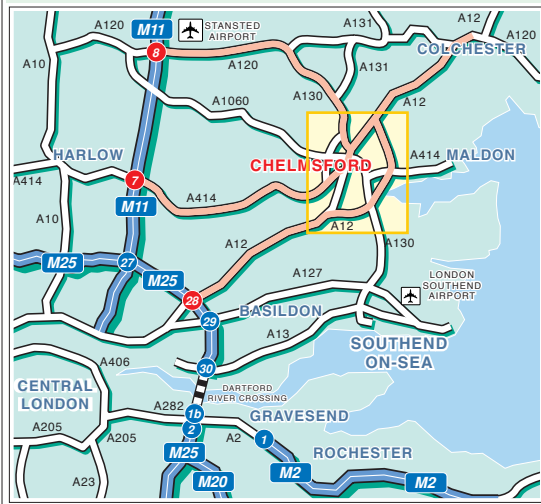 A120
M11
STANSTED
AIRPORT
A131
A12
A120
COLCHESTER
8
A10
A120
A131
A130
A12
A1060
HARLOW
CHELMSFORD
A414
MALDON
A414
7
A414
M11
A10
A12
A12
A130
M25
27
M25
A127
LONDON
SOUTHEND
AIRPORT
28
BASILDON
29
A13
SOUTHEND
ON-SEA
A406
30
CENTRAL
LONDON
DARTFORD
RIVER CROSSING
A282
1b
GRAVESEND
2
A205
A205
A2
1
M25
ROCHESTER
A23
M20
M2
M2